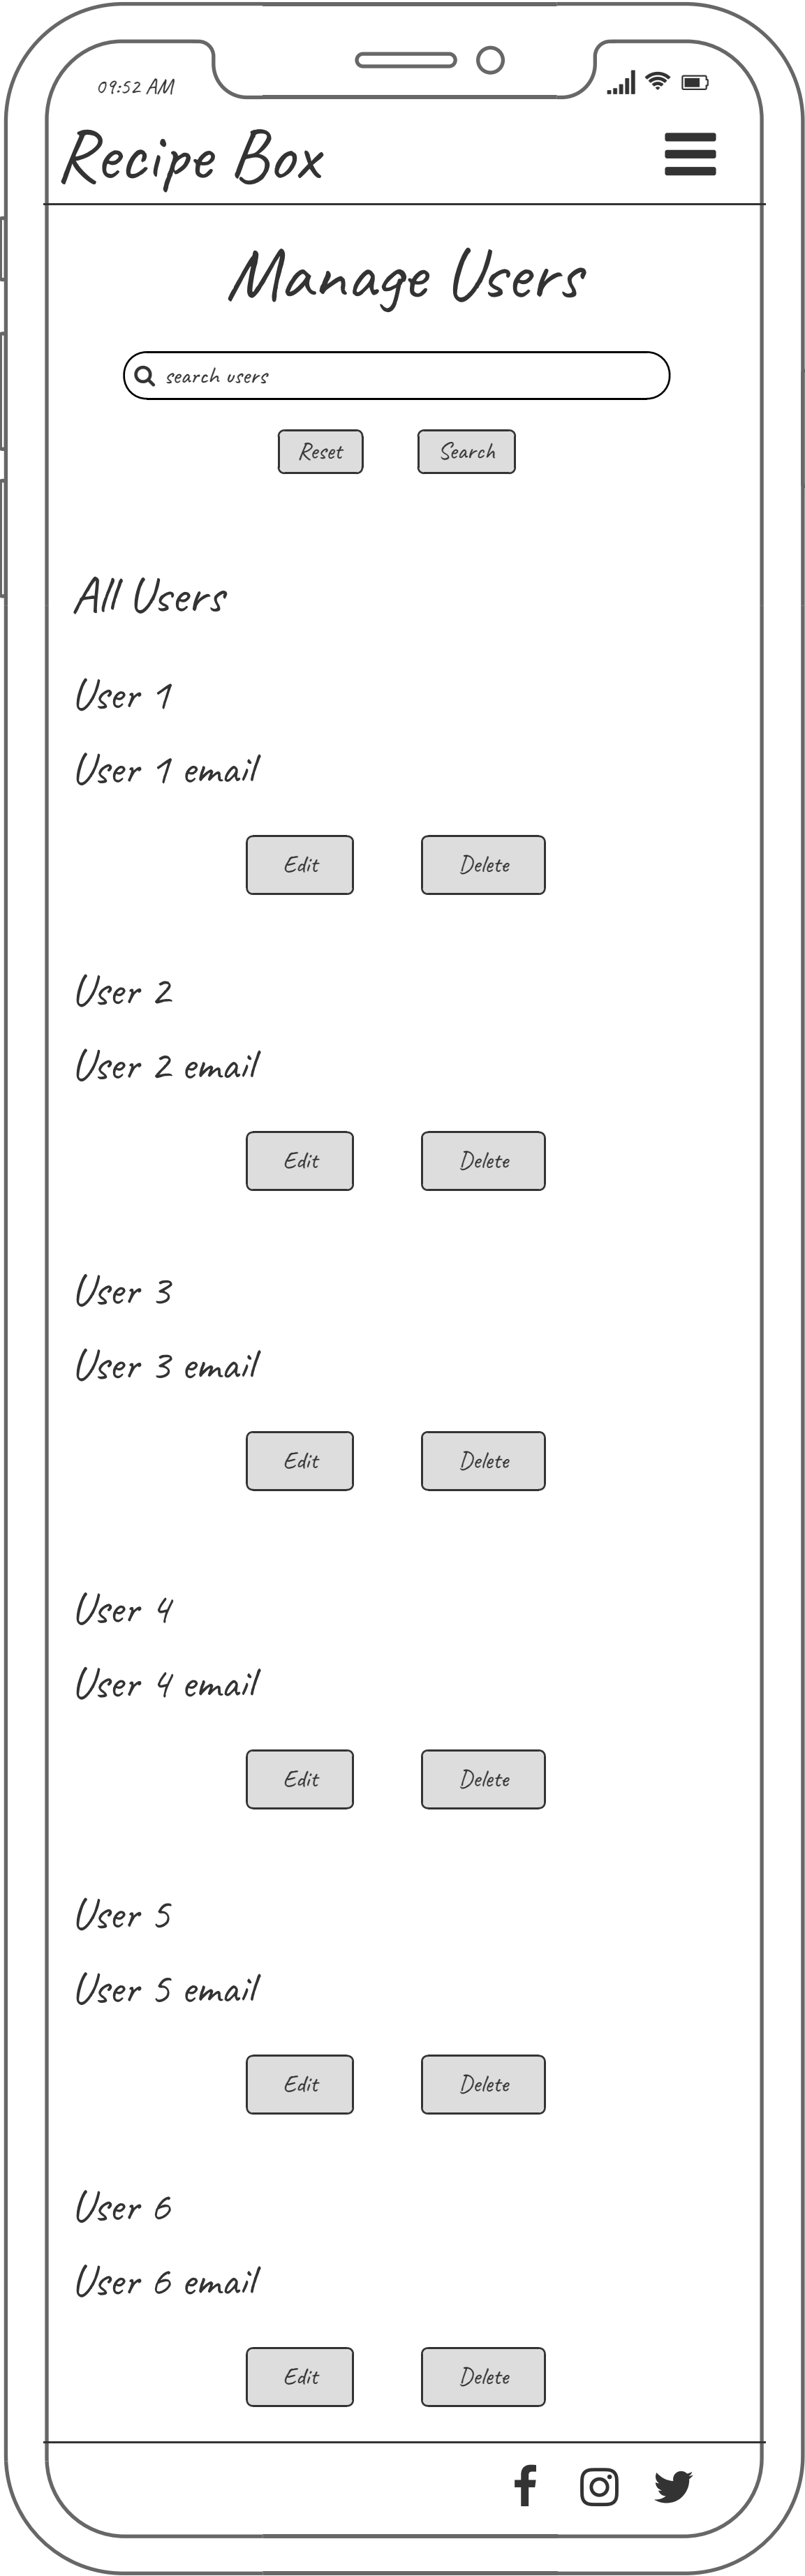 09:52 AM
Recipe Box
Manage Users
search users
Reset Search
All Users
User 1
User 1 email
Edit Delete
User 2
User 2 email
Edit Delete
User 3
User 3 email
Edit Delete
User 4
User 4 email
Edit Delete
User 5
User 5 email
Edit Delete
User 6
User 6 email
Edit Delete